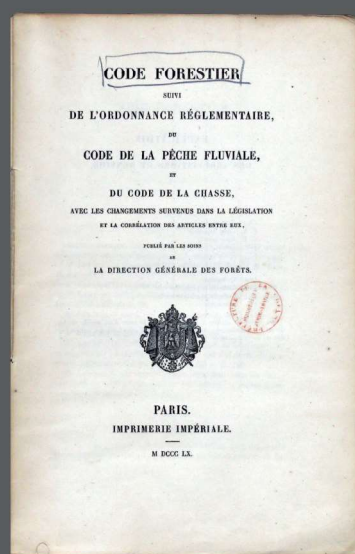 CODE FORESTIER
SUIVI
DE L'ORDONNANCE RÉGLEMENTAIRE,
DU
CODE DE LA PÊCHE FLUVIALE,
ET
DU CODE DE LA CHASSE,
AVEC LES CHANGEMENTS SURVENUS DANS LA LÉGISLATION
ET LA CORRÉLATION DES ARTICLES ENTRE EUX,
PUBLIÉ PAR LES SOINS
DE
LA DIRECTION GÉNÉRALE DES FORÊTS.
PARIS.
IMPRIMERIE IMPÉRIALE.
M DCCC LX.